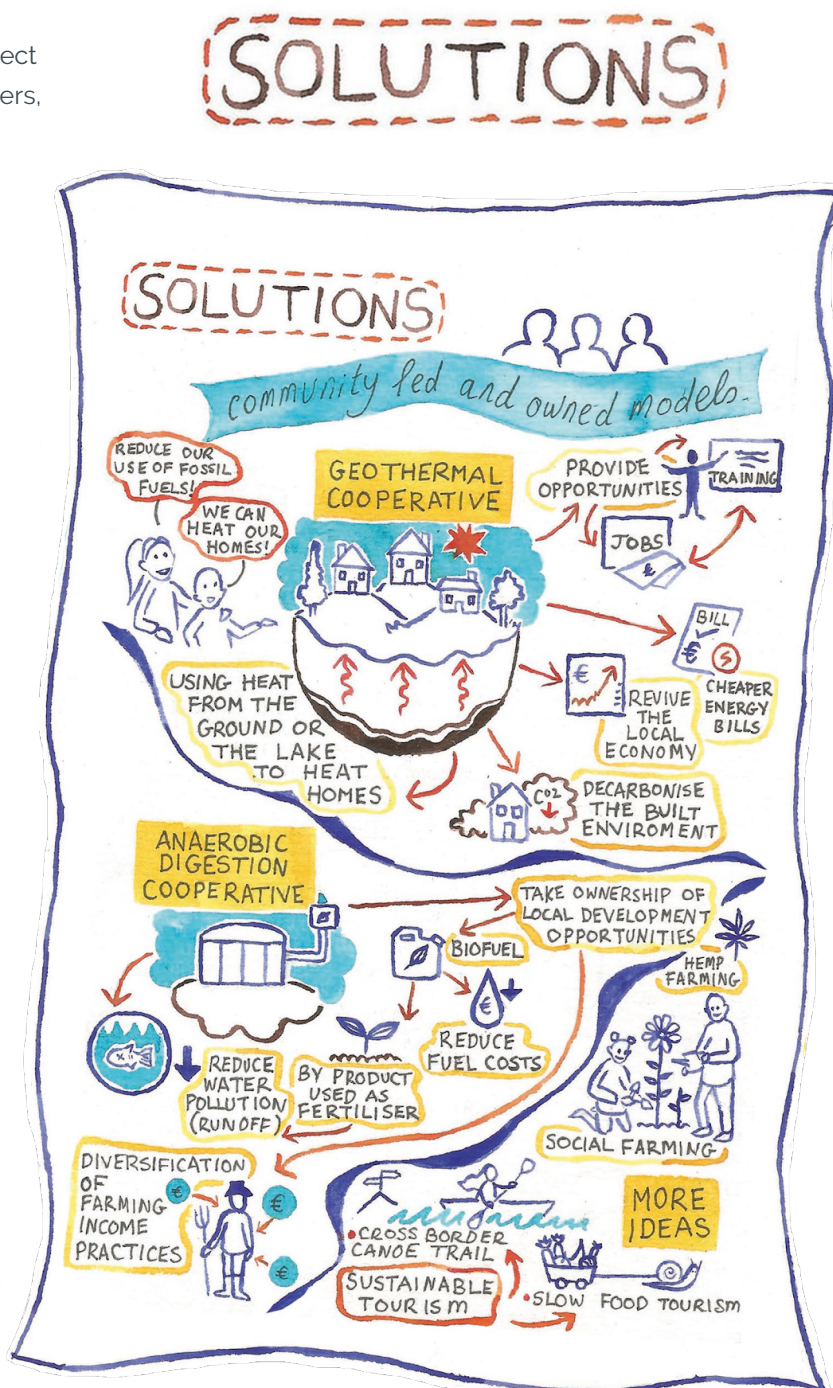 ect
ers,
SOLUTIONS
SOLUTIONS
community led and owned models.
REDUCE OUR
USE OF FOSSIL
FUELS!
WE CAN
HEAT OUR
HOMES!
GEOTHERMAL
COOPERATIVE
PROVIDE
OPPORTUNITIES
TRAINING
JOBS
€
BILL
€
$
CHEAPER
ENERGY
BILLS
€
REVIVE
THE
LOCAL
ECONOMY
USING HEAT
FROM THE
GROUND OR
THE LAKE
TO HEAT
HOMES
CO2
DECARBONISE
THE BUILT
ENVIROMENT
ANAEROBIC
DIGESTION
COOPERATIVE
TAKE OWNERSHIP OF
LOCAL DEVELOPMENT
OPPORTUNITIES
BIOFUEL
HEMP
FARMING
€
REDUCE
FUEL COSTS
REDUCE
WATER
POLLUTION
(RUNOFF)
BY PRODUCT
USED AS
FERTILISER
SOCIAL FARMING
DIVERSIFICATION
OF
FARMING
INCOME
PRACTICES
€
€
€
MORE
IDEAS
•CROSS BORDER
CANOE TRAIL
SUSTAINABLE
TOURISM
•SLOW FOOD TOURISM